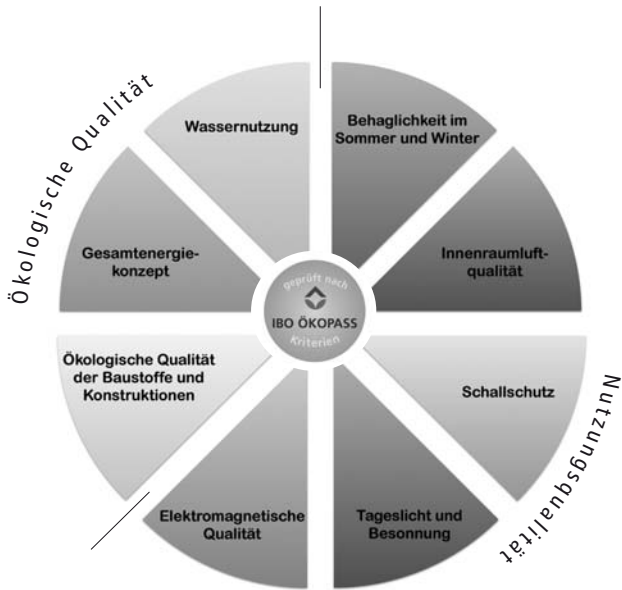 Ökologische Qualität
Wassernutzung
Behaglichkeit im
Sommer und Winter
Gesamtenergie-
konzept
Innenraumluft-
qualität
geprüft nach
IBO ÖKOPASS
Kriterien
Ökologische Qualität
der Baustoffe und
Konstruktionen
Schallschutz
Elektromagnetische
Qualität
Tageslicht und
Besonnung
Nutzungsqualität